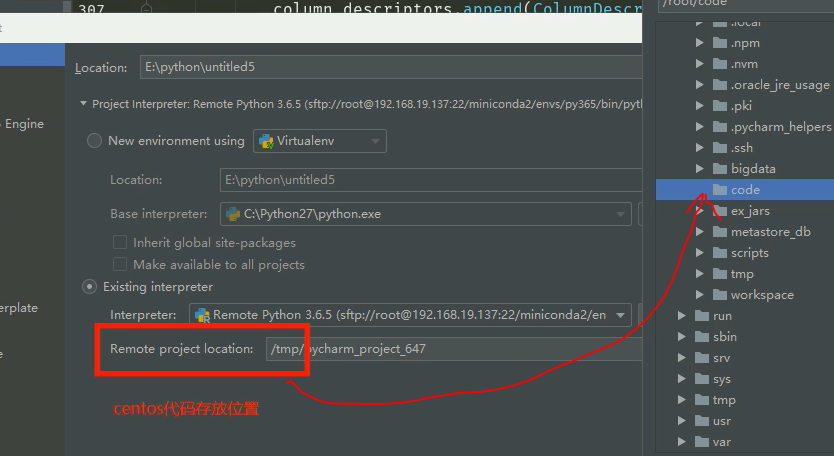 307
column_descriptors.append(ColumnDescr
/root/code
t
Location:
E:\python\untitled5
Project Interpreter: Remote Python 3.6.5 (sftp://root@192.168.19.137:22/miniconda2/envs/py365/bin/pyth
Engine
New environment using
Virtualenv
Location:
E:\python\untitled5
Base interpreter:
C:\Python27\python.exe
Inherit global site-packages
Make available to all projects
Existing interpreter
erplate
Interpreter:
Remote Python 3.6.5 (sftp://root@192.168.19.137:22/miniconda2/en
Remote project location:
/tmp/pycharm_project_647
centos代码存放位置
.local
.npm
.nvm
.oracle_jre_usage
.pki
.pycharm_helpers
.ssh
bigdata
code
ex_jars
metastore_db
scripts
tmp
workspace
run
sbin
srv
sys
tmp
usr
var